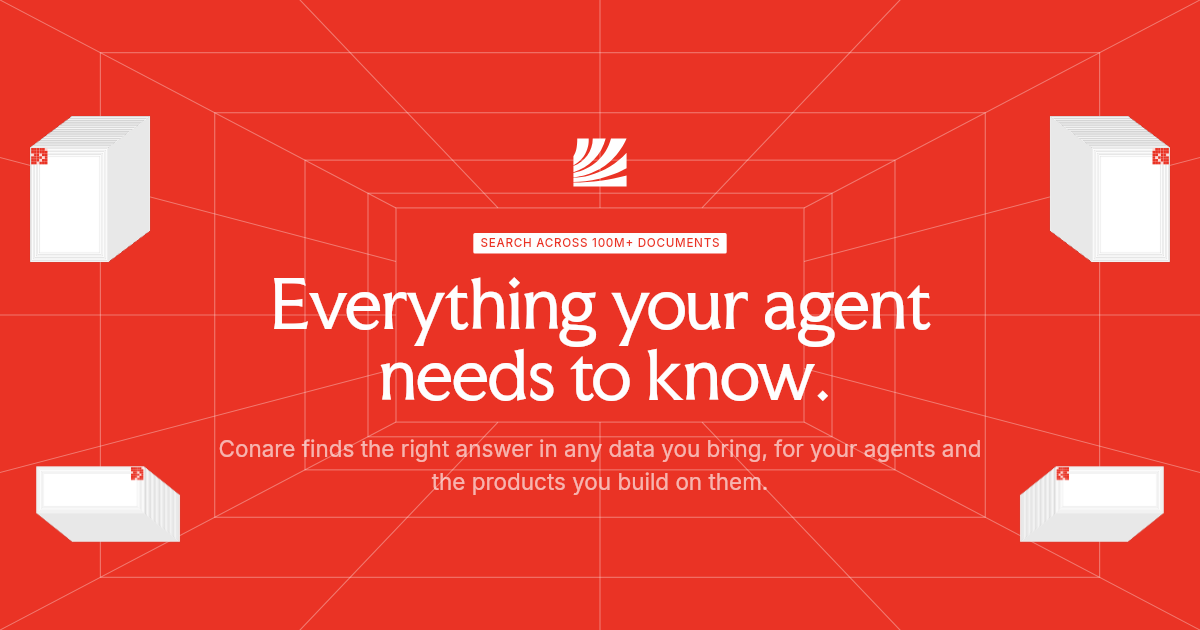 SEARCH ACROSS 100M+ DOCUMENTS
Everything your agent
needs to know.
Conare finds the right answer in any data you bring, for your agents and
the products you build on them.